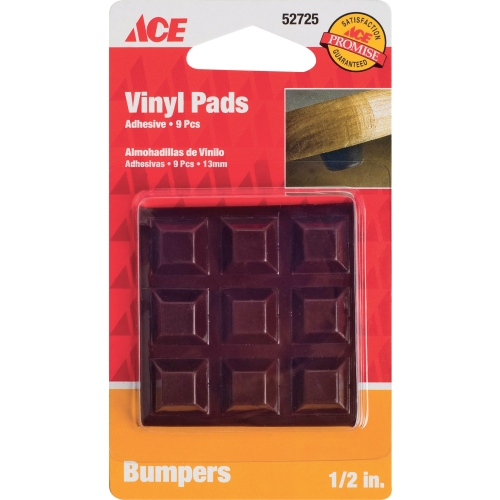 ACE
52725
SATISFACTION
ACE
PROMISE
GUARANTEED
Vinyl Pads
Adhesive • 9 Pcs
Almohadillas de Vinilo
Adhesivas • 9 Pcs • 13mm
Bumpers
1/2 in.